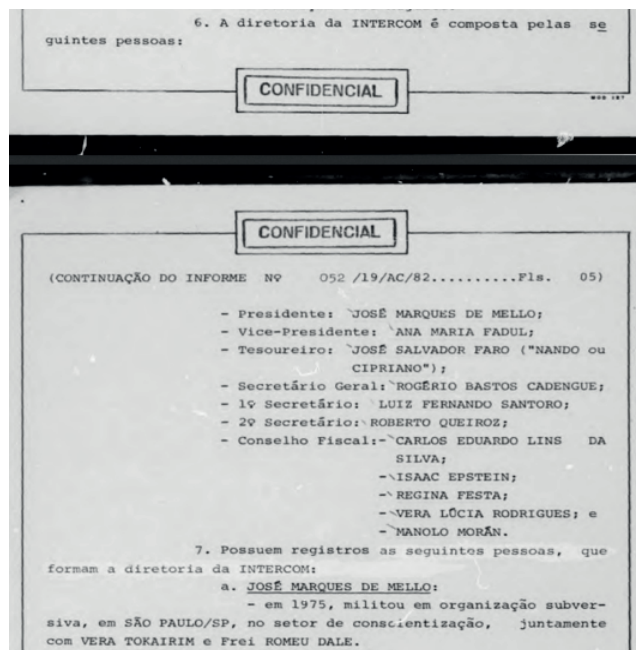 6. A diretoria da INTERCOM é composta pelas se
guintes pessoas:
CONFIDENCIAL
MOD 157
CONFIDENCIAL
(CONTINUAÇÃO DO INFORME Nº 052 /19/AC/82..........Fls. 05)
- Presidente: JOSÉ MARQUES DE MELLO;
- Vice-Presidente: ANA MARIA FADUL;
- Tesoureiro: JOSÉ SALVADOR FARO ("NANDO ou
CIPRIANO");
- Secretário Geral: ROGÉRIO BASTOS CADENGUE;
- 1º Secretário: LUIZ FERNANDO SANTORO;
- 2º Secretário: ROBERTO QUEIROZ;
- Conselho Fiscal:- CARLOS EDUARDO LINS DA
SILVA;
- ISAAC EPSTEIN;
- REGINA FESTA;
- VERA LÚCIA RODRIGUES; e
- MANOLO MORÁN.
7. Possuem registros as seguintes pessoas, que
formam a diretoria da INTERCOM:
a. JOSÉ MARQUES DE MELLO:
- em 1975, militou em organização subver-
siva, em SÃO PAULO/SP, no setor de conscientização, juntamente
com VERA TOKAIRIM e Frei ROMEU DALE.